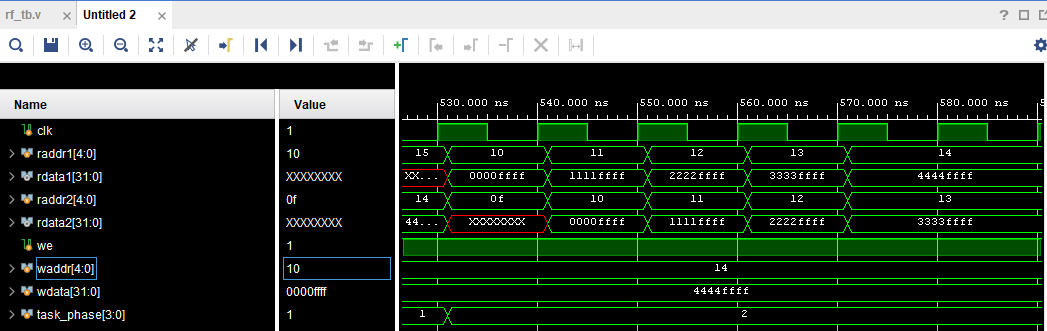 rf_tb.v × Untitled 2 ×
? 
Name Value
530.000 ns 540.000 ns 550.000 ns 560.000 ns 570.000 ns 580.000 ns
clk 1
raddr1[4:0] 10 15 10 11 12 13 14
rdata1[31:0] XXXXXXXX XX... 0000ffff 1111ffff 2222ffff 3333ffff 4444ffff
raddr2[4:0] 0f 14 0f 10 11 12 13
rdata2[31:0] XXXXXXXX 44... XXXXXXXX 0000ffff 1111ffff 2222ffff 3333ffff
we 1
waddr[4:0] 10 14
wdata[31:0] 0000ffff 4444ffff
task_phase[3:0] 1 1 2